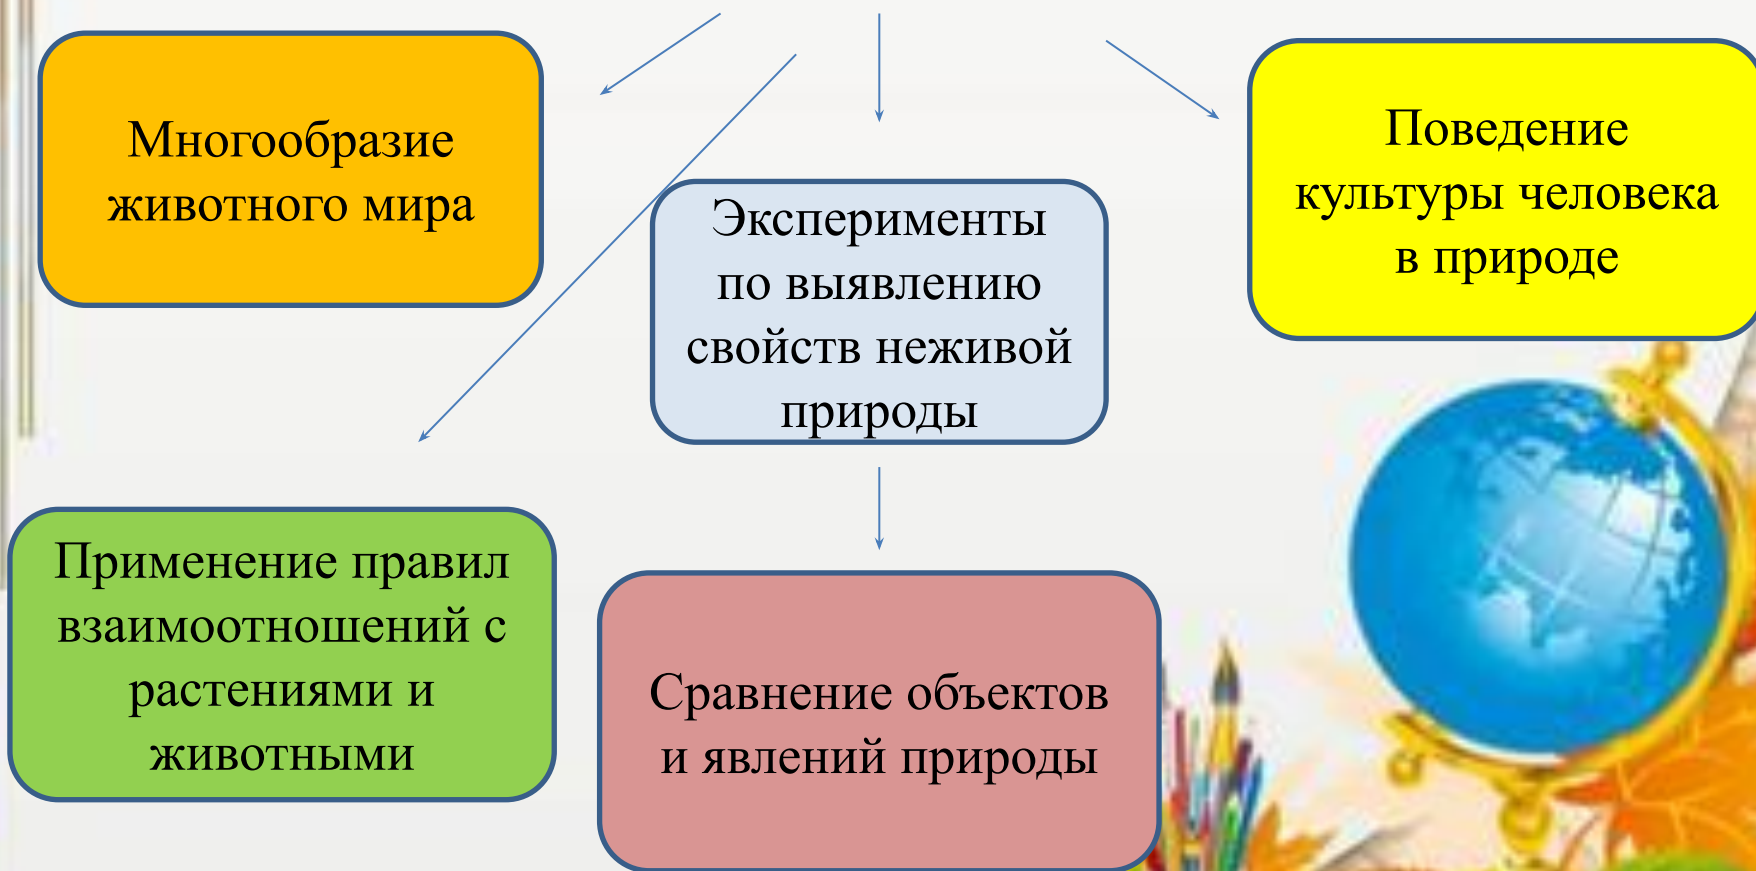 Многообразие
животного мира
Эксперименты
по выявлению
свойств неживой
природы
Поведение
культуры человека
в природе
Применение правил
взаимоотношений с
растениями и
животными
Сравнение объектов
и явлений природы